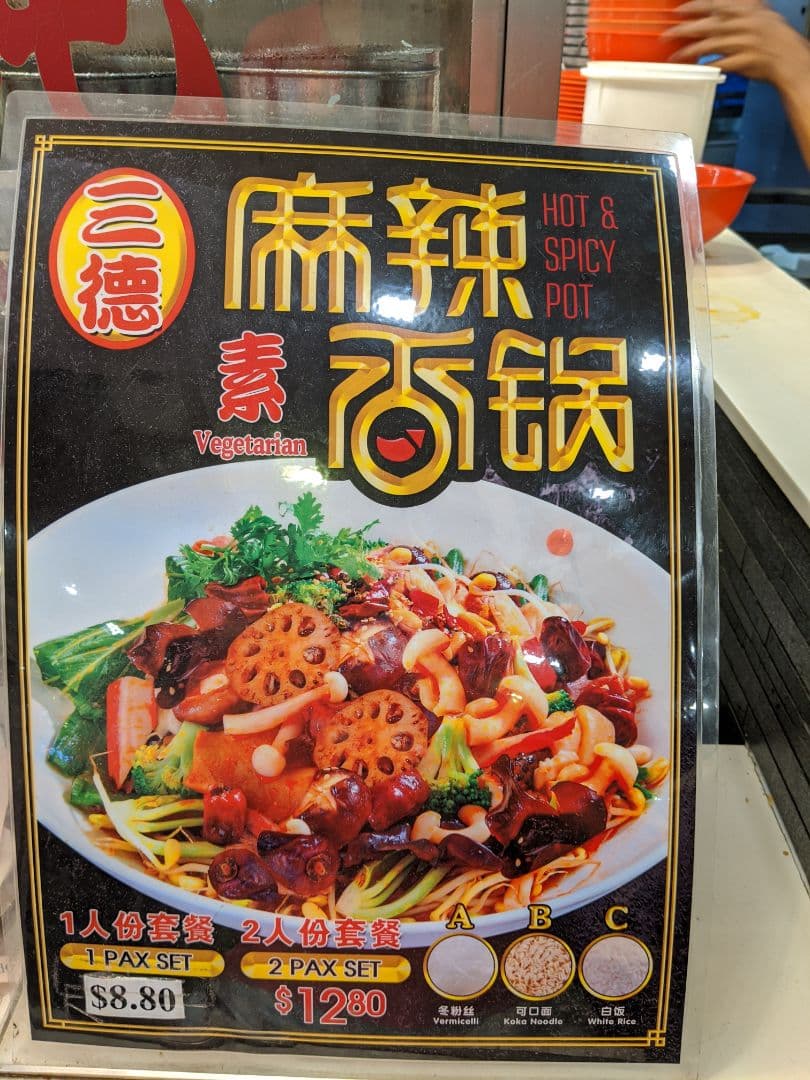 三德
麻辣
HOT &
SPICY
POT
素
Vegetarian
香锅
1人份套餐
1 PAX SET
$8.80
2人份套餐
2 PAX SET
$12.80
A
冬粉丝
Vermicelli
B
可口面
Koka Noodle
C
白饭
White Rice